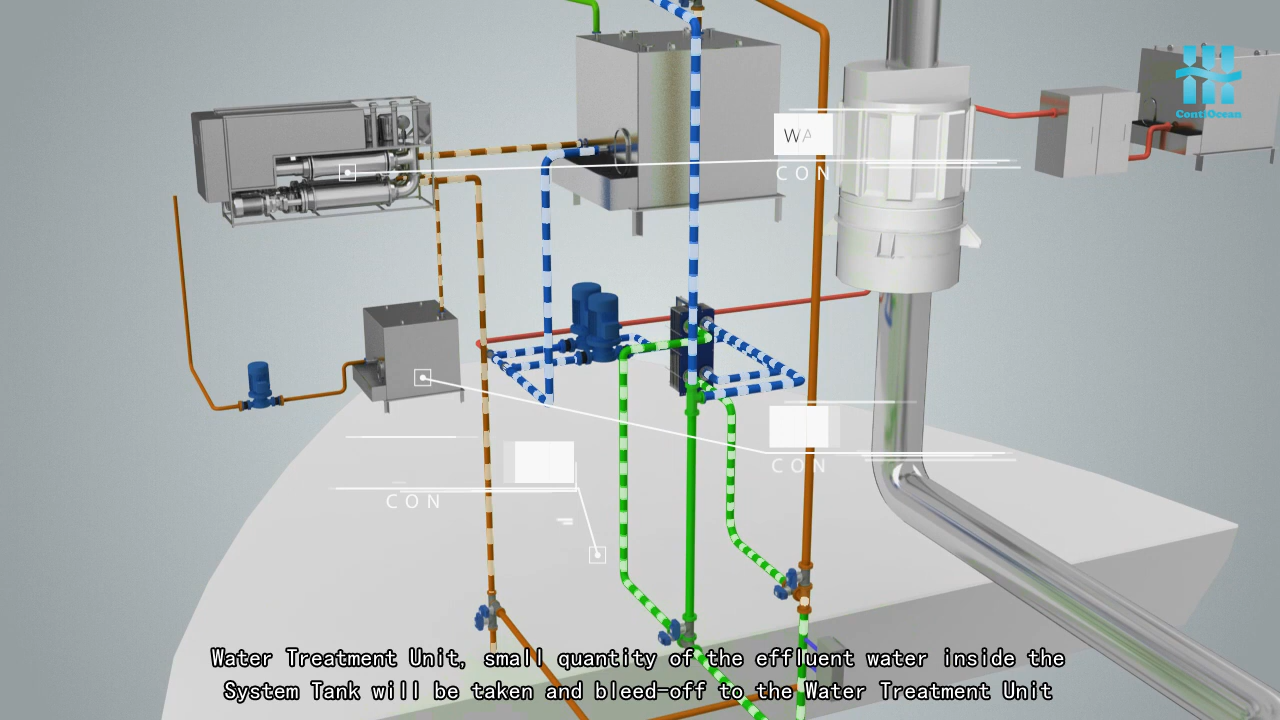 ContiOcean
WA
CON
CON
CON
Water Treatment Unit, small quantity of the effluent water inside the
System Tank will be taken and bleed-off to the Water Treatment Unit